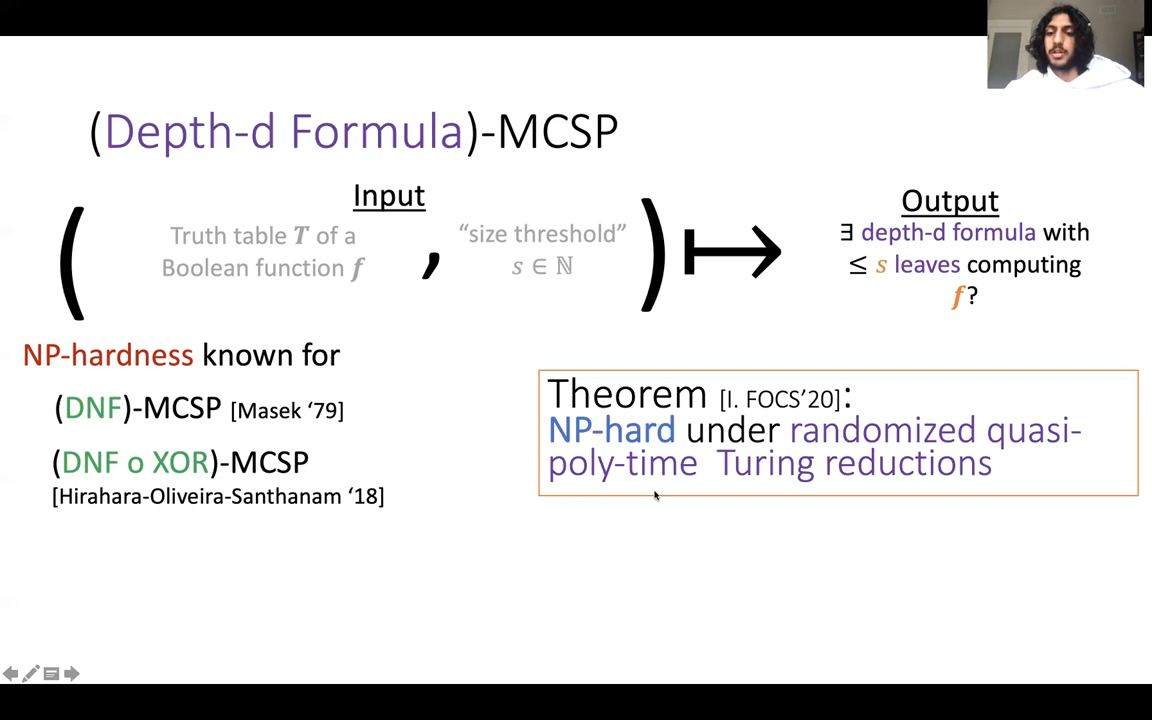 (Depth-d Formula)-MCSP
Input
( Truth table T of a
Boolean function f
,
“size threshold”
s ∈ ℕ
) ↦
Output
∃ depth-d formula with
≤ s leaves computing
f?
NP-hardness known for
(DNF)-MCSP [Masek ‘79]
(DNF o XOR)-MCSP
[Hirahara-Oliveira-Santhanam ‘18]
Theorem [I. FOCS’20]:
NP-hard under randomized quasi-
poly-time Turing reductions